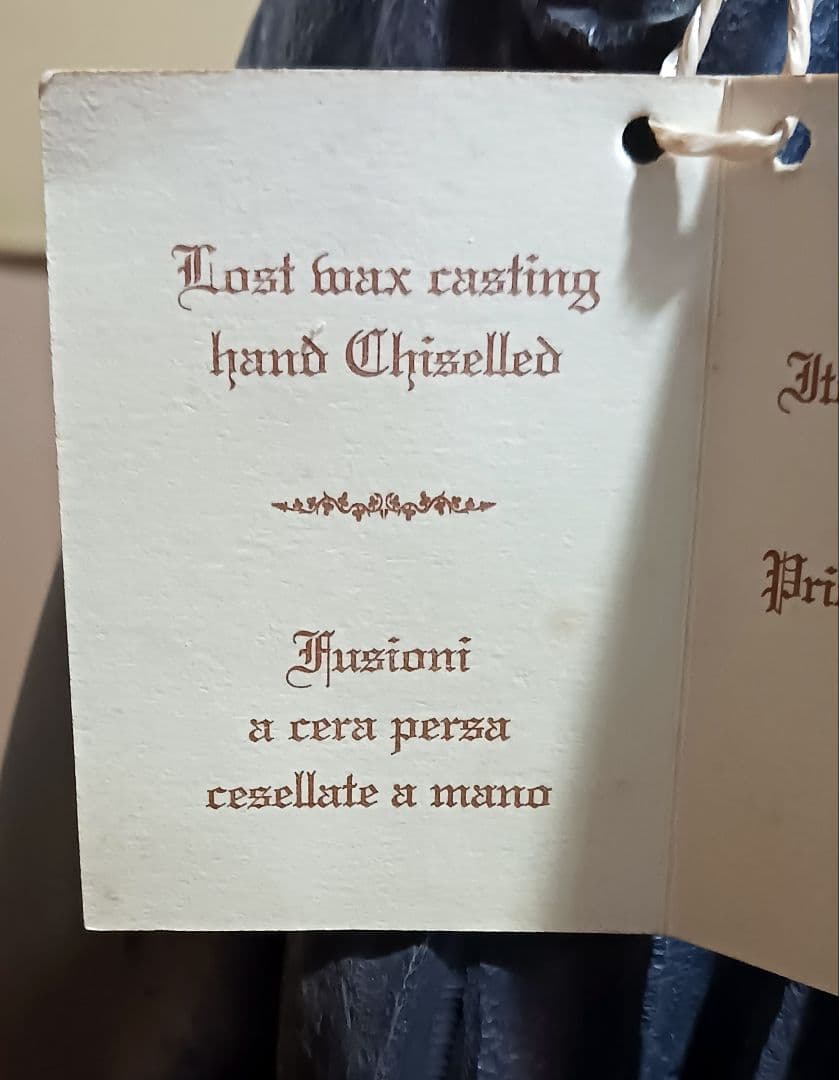 Lost wax casting
hand Chiselled
Fusioni
a cera persa
cesellate a mano